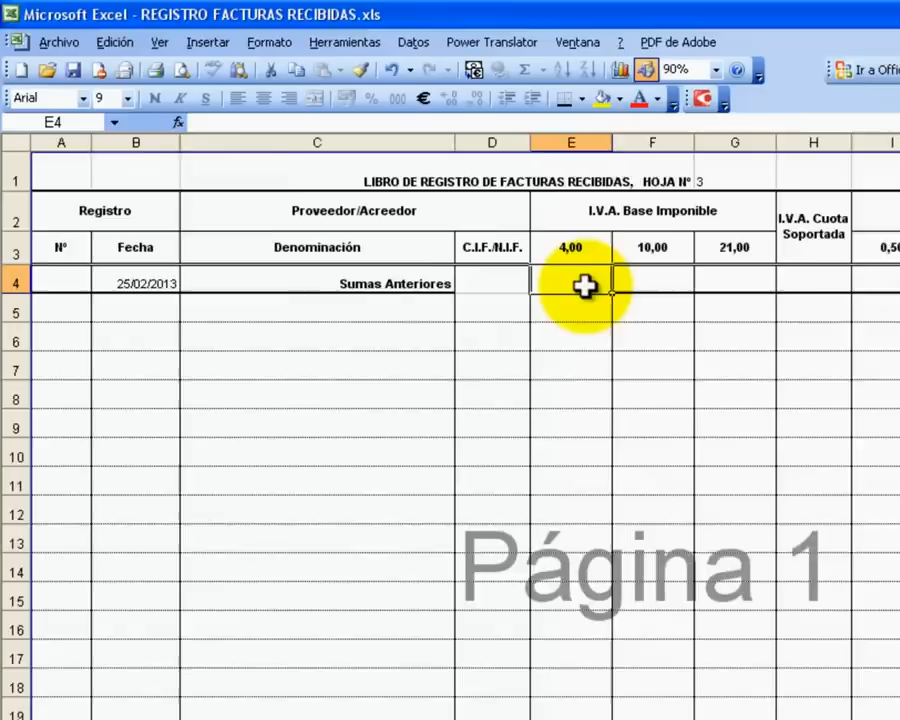 Microsoft Excel - REGISTRO FACTURAS RECIBIDAS.xls
Archivo Edición Ver Insertar Formato Herramientas Datos Power Translator Ventana ? PDF de Adobe
90% Ir a Offi
Arial 9 N K S % 000 € A
E4 fx
A B C D E F G H I
1 LIBRO DE REGISTRO DE FACTURAS RECIBIDAS, HOJA Nº 3
2 Registro Proveedor/Acreedor I.V.A. Base Imponible I.V.A. Cuota Soportada
3 Nº Fecha Denominación C.I.F./N.I.F. 4,00 10,00 21,00 0,50
4 25/02/2013 Sumas Anteriores
5
6
7
8
9
10
11
12
13
14
15
16
17
18
19
Página 1